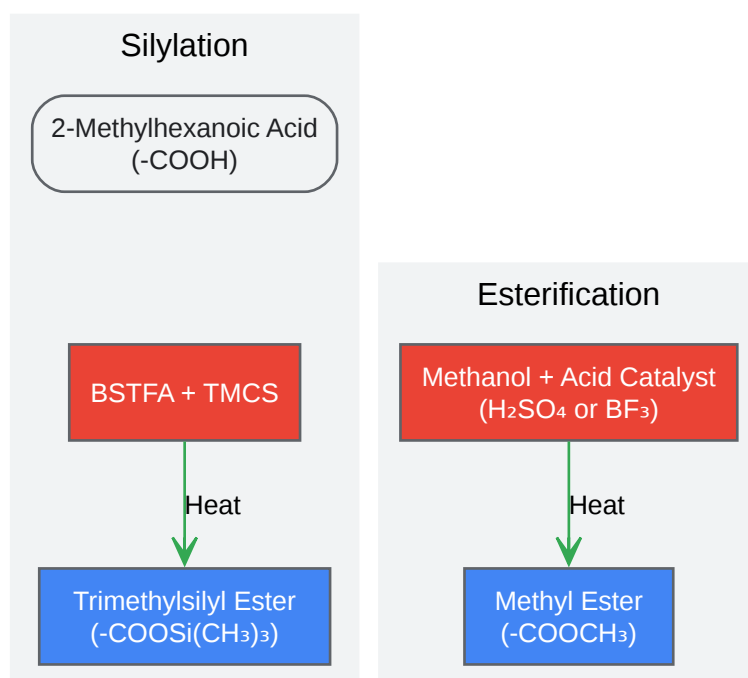 Silylation
2-Methylhexanoic Acid
(-COOH)
Esterification
BSTFA + TMCS
Methanol + Acid Catalyst
(H₂SO₄ or BF₃)
Heat
Heat
Trimethylsilyl Ester
(-COOSi(CH₃)₃)
Methyl Ester
(-COOCH₃)